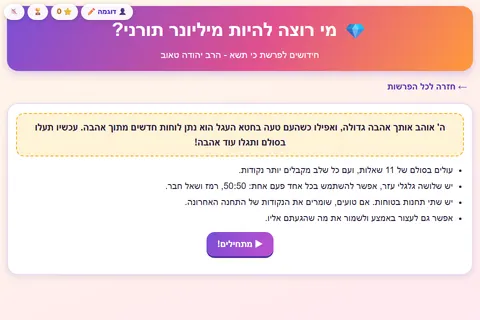 👤 דוגמה ✏️
⭐ 0
💎 מי רוצה להיות מיליונר תורני?
חידושים לפרשת כי תשא - הרב יהודה טאוב
← חזרה לכל הפרשות
ה' אוהב אותך אהבה גדולה, ואפילו כשהעם טעה בחטא העגל הוא נתן לוחות חדשים מתוך אהבה. עכשיו תעלו
בסולם ותגלו עוד אהבה!
• עולים בסולם של 11 שאלות, ועם כל שלב מקבלים יותר נקודות.
• יש שלושה גלגלי עזר, אפשר להשתמש בכל אחד פעם אחת: 50:50, רמז ושאל חבר.
• יש שתי תחנות בטוחות. אם טועים, שומרים את הנקודות של התחנה האחרונה.
• אפשר גם לעצור באמצע ולשמור את מה שהגעתם אליו.
▶ מתחילים!